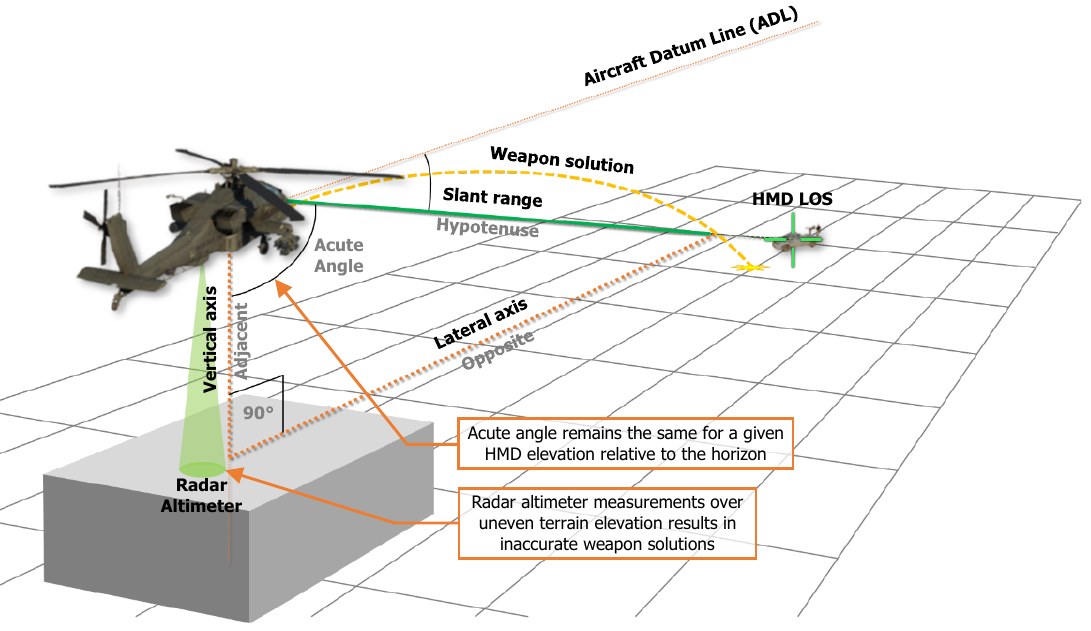 Aircraft Datum Line (ADL)
Weapon solution
Slant range
Hypotenuse
HMD LOS
Acute
Angle
Vertical axis
Adjacent
Lateral axis
Opposite
90°
Acute angle remains the same for a given
HMD elevation relative to the horizon
Radar
Altimeter
Radar altimeter measurements over
uneven terrain elevation results in
inaccurate weapon solutions